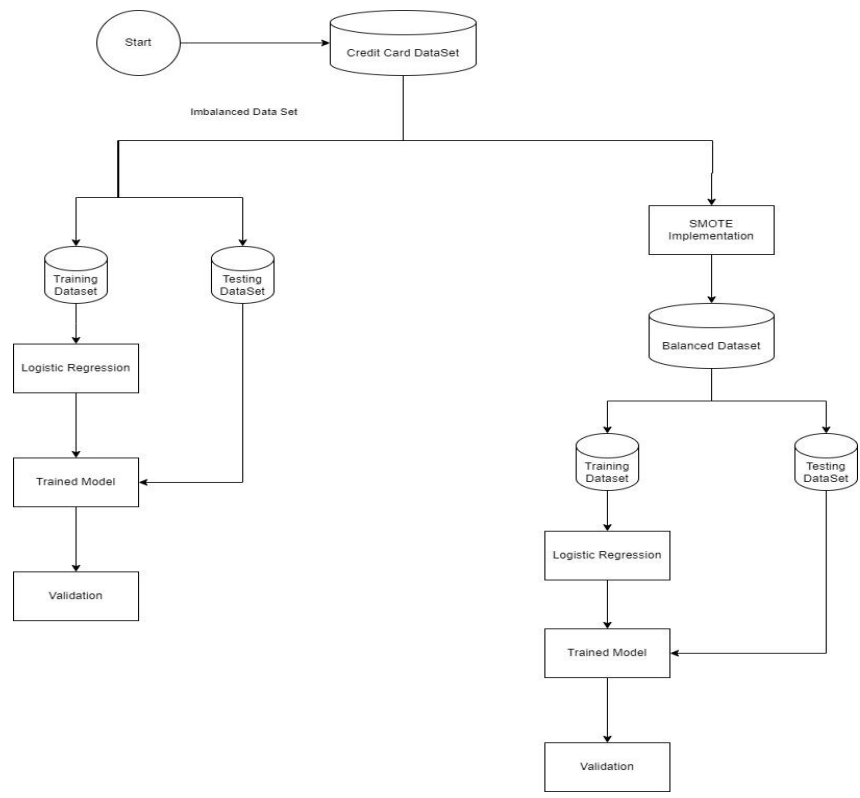 Start
Credit Card DataSet
Imbalanced Data Set
Training
Dataset
Testing
DataSet
Logistic Regression
Trained Model
Validation
SMOTE
Implementation
Balanced Dataset
Training
Dataset
Testing
DataSet
Logistic Regression
Trained Model
Validation